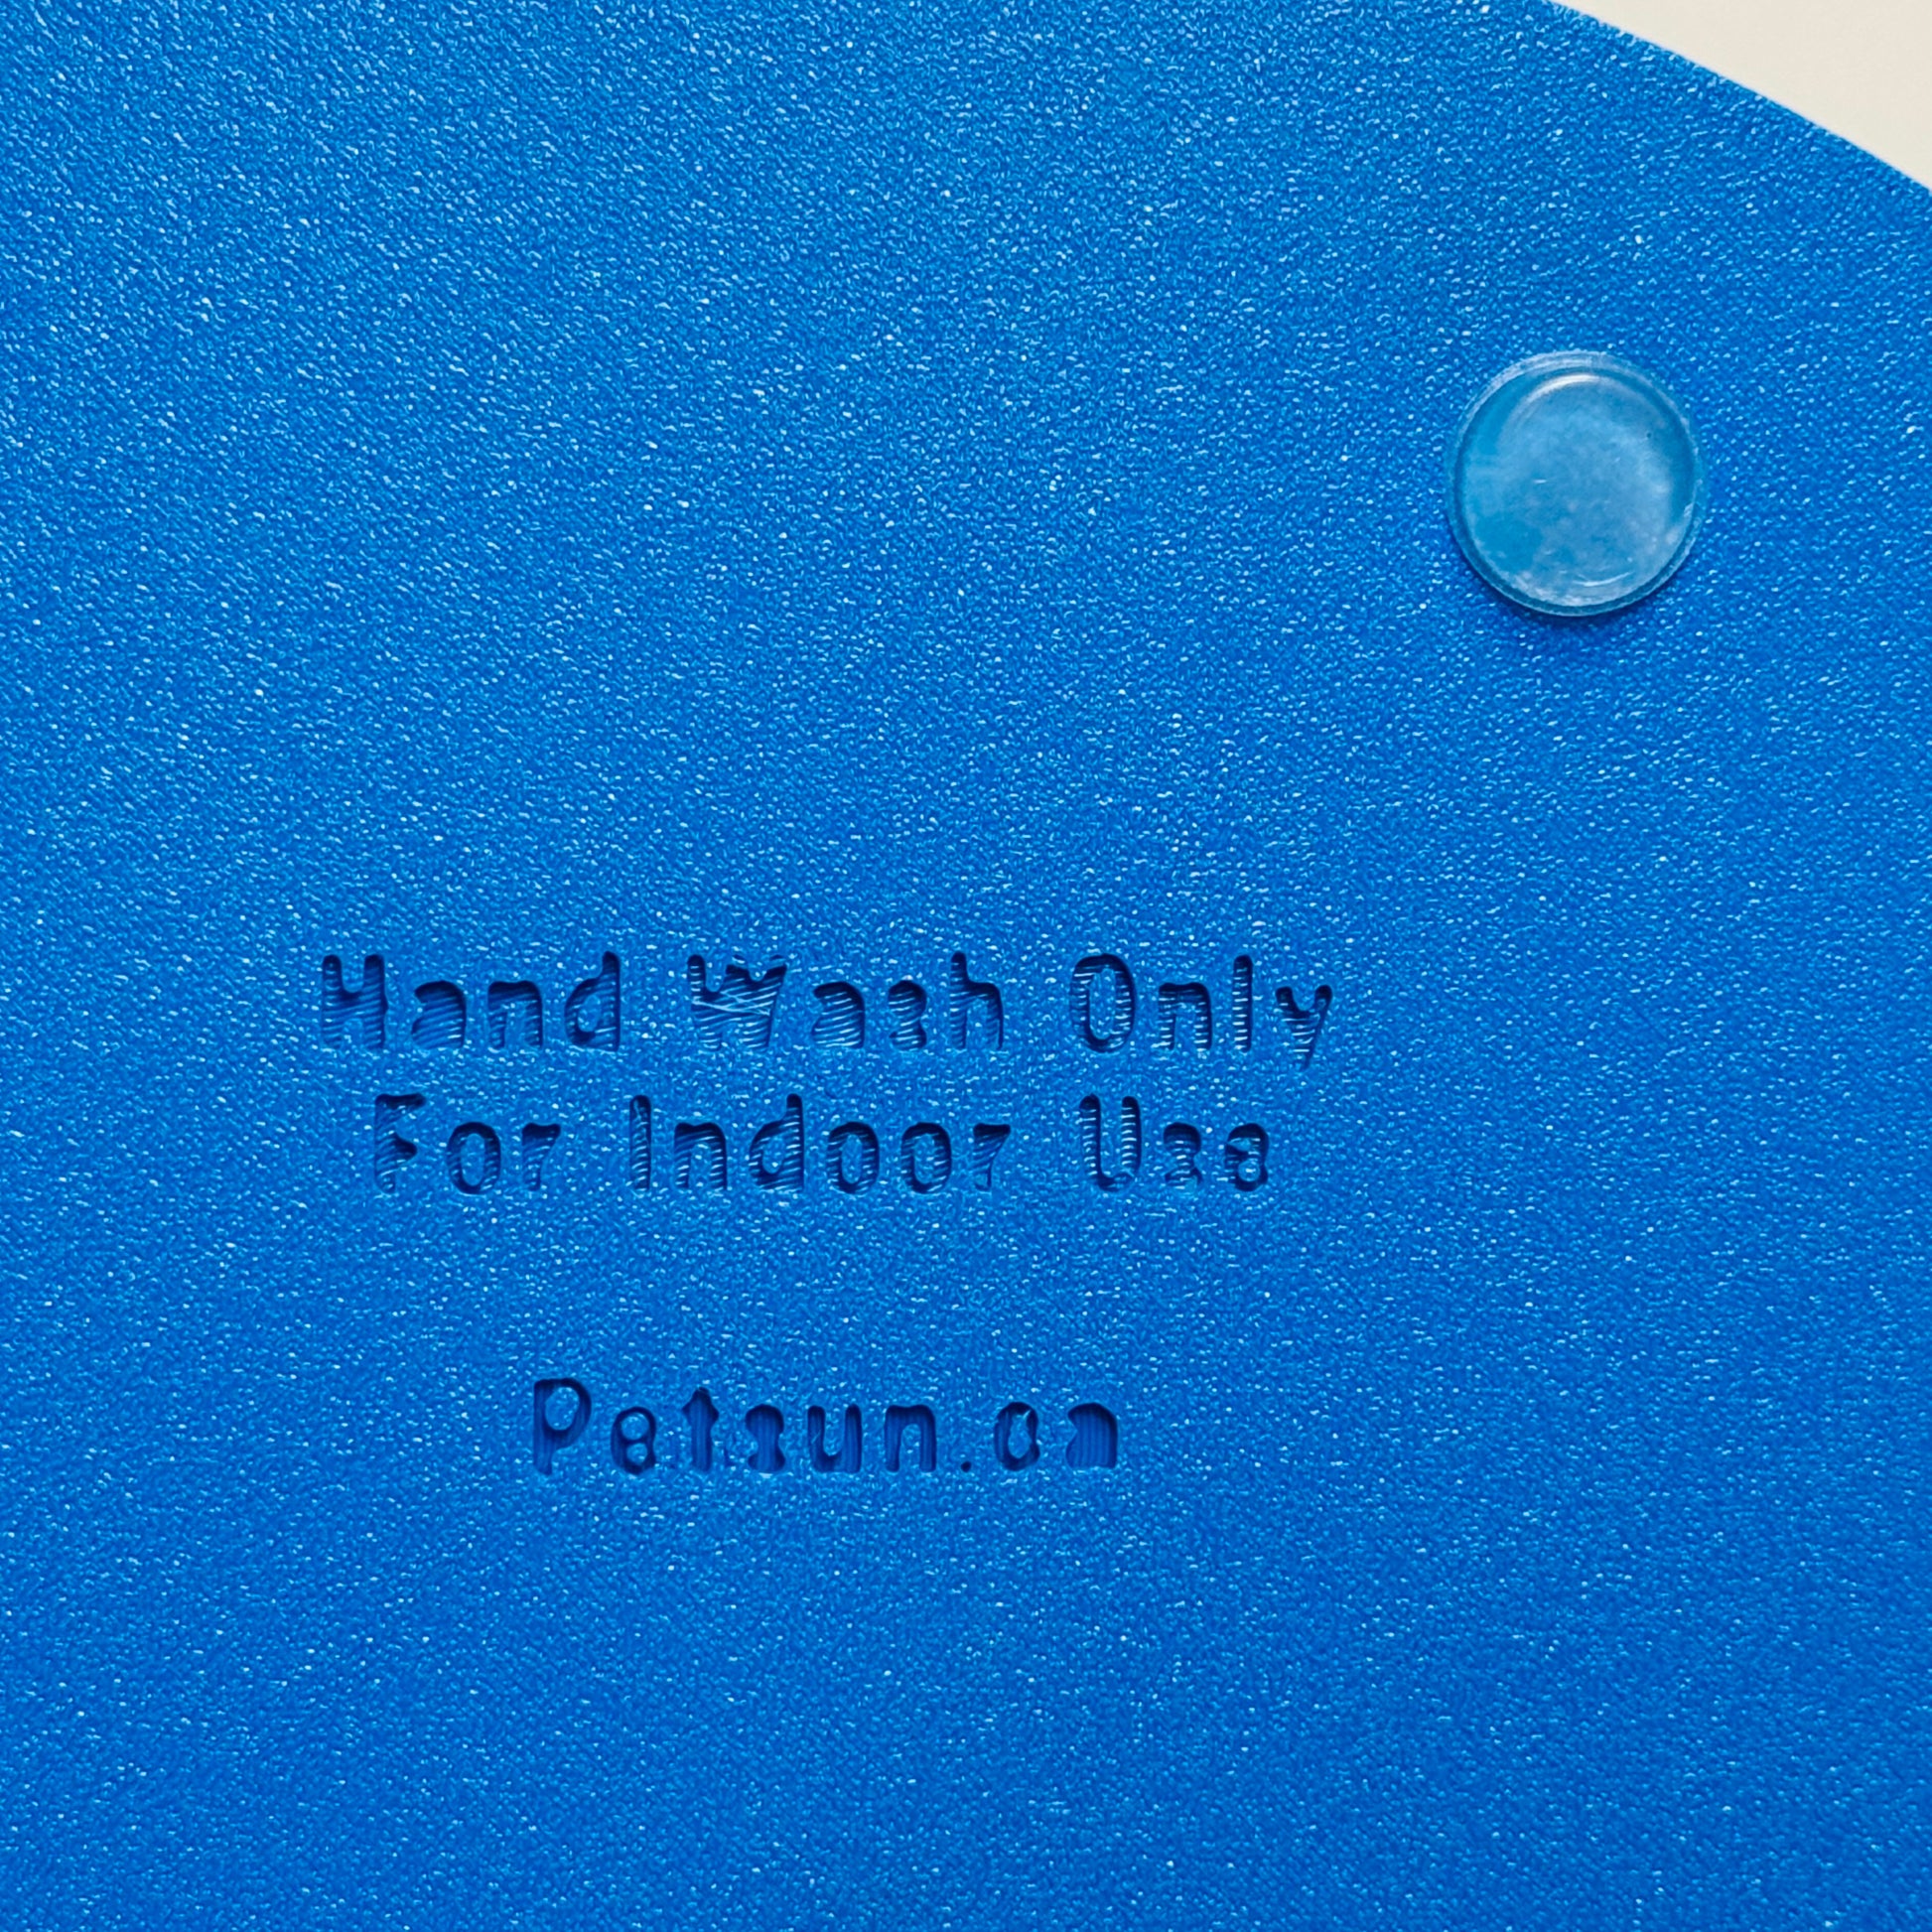 Hand Wash Only
For Indoor Use
Petsun.ca